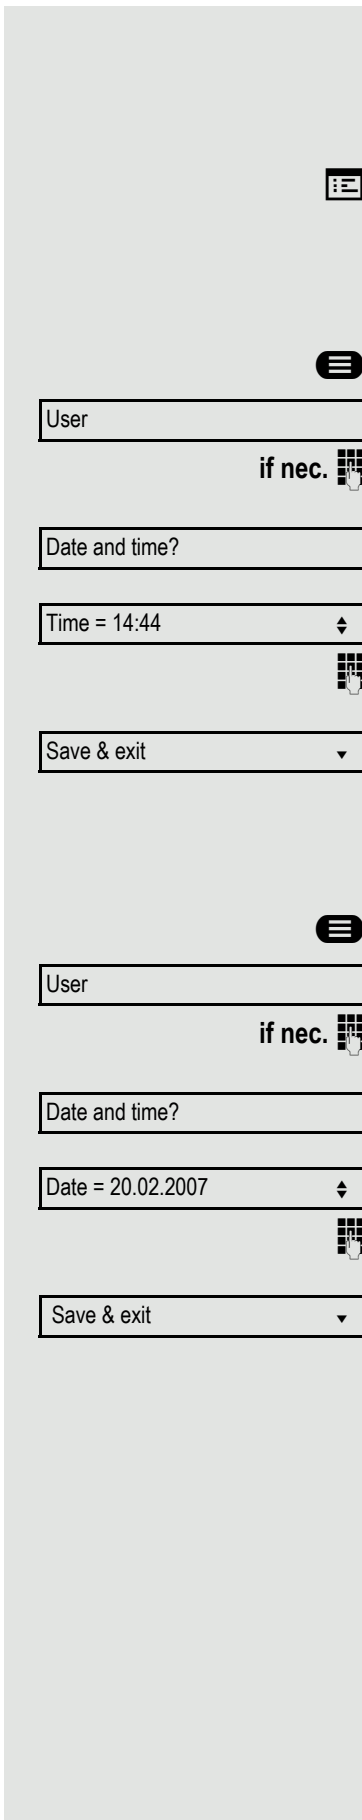 User
if nec.
Date and time?
Time = 14:44
Save & exit
User
if nec.
Date and time?
Date = 20.02.2007
Save & exit